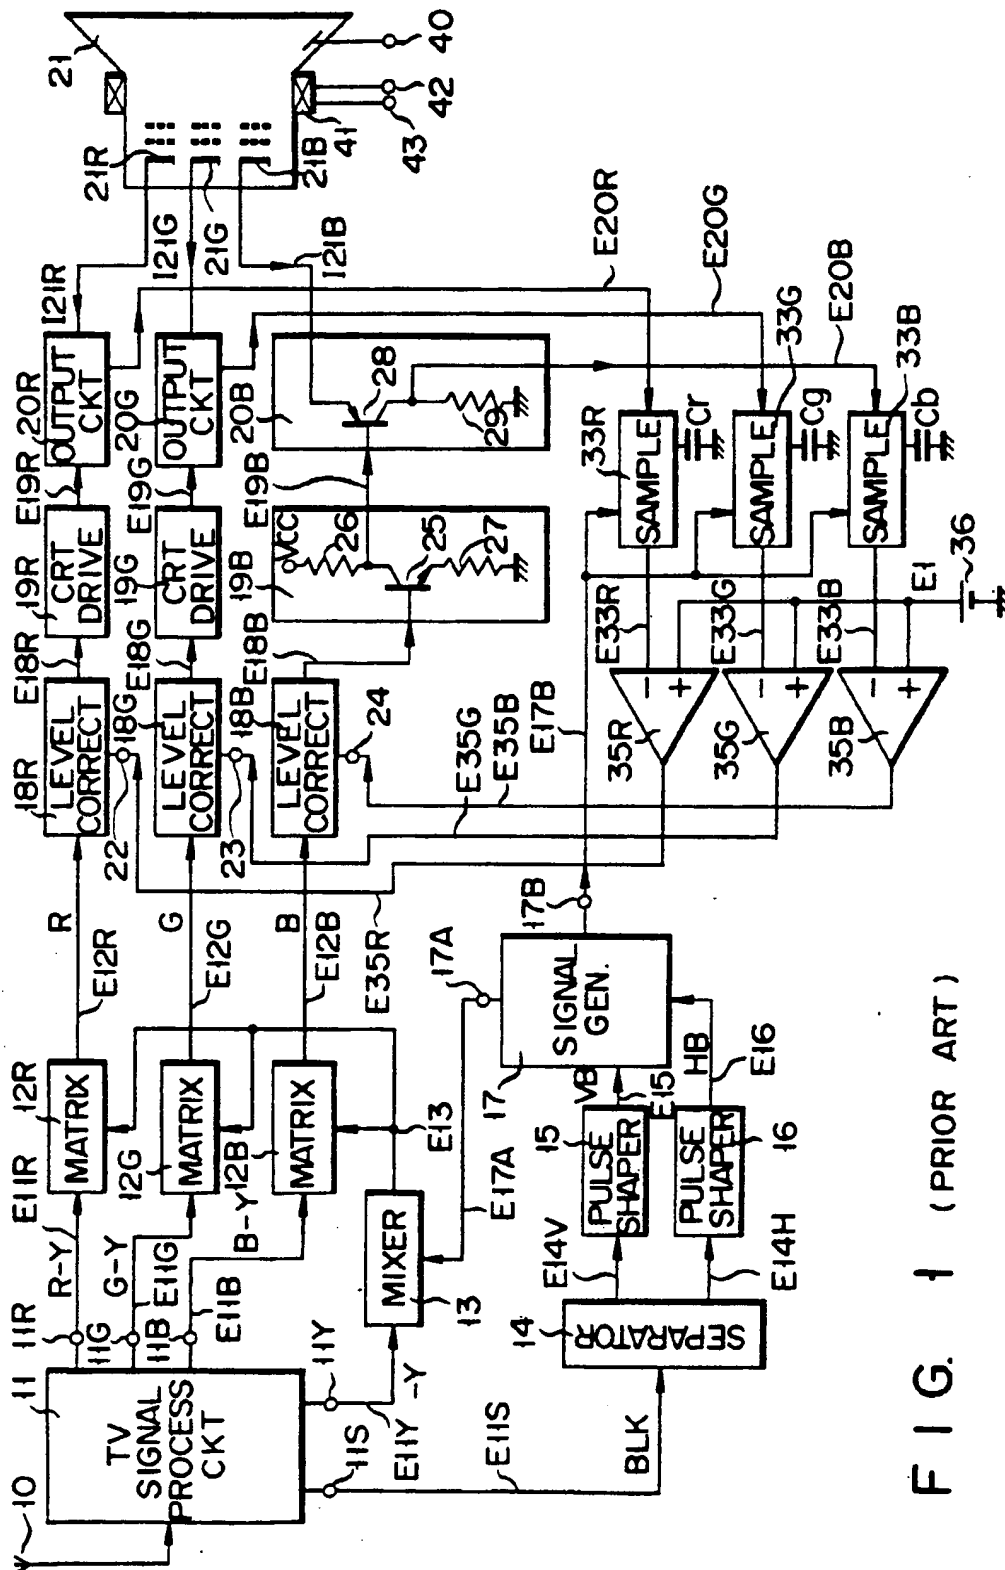 10
11
TV
SIGNAL
PROCESS
CKT
11R
11G
11B
11Y
11S
R-Y
E11R
G-Y
E11G
B-Y
E11B
E11Y
-Y
E11S
BLK
12R
MATRIX
12G
MATRIX
12B
MATRIX
E13
MIXER
13
E17A
R
E12R
G
E12G
B
E12B
E35R
14
SEPARATOR
E14V
E14H
15
PULSE
SHAPER
PULSE
SHAPER
16
VB
E15
HB
E16
17
SIGNAL
GEN.
17A
17B
18R
LEVEL
CORRECT
22
18G
LEVEL
CORRECT
23
18B
LEVEL
CORRECT
24
E18R
E18G
E18B
E35G
E35B
E17B
19R
CRT
DRIVE
19G
CRT
DRIVE
19B
VCC
26
25
27
E19R
E19G
E19B
20R
OUTPUT
CKT
20G
OUTPUT
CKT
20B
28
29
I21R
I21G
I21B
21R
21G
21B
21
40
41
42
43
E20R
E20G
E20B
33R
SAMPLE
Cr
33G
SAMPLE
Cg
33B
SAMPLE
Cb
E33R
E33G
E33B
E1
36
35R
- +
35G
- +
35B
- +
FIG. 1 (PRIOR ART)